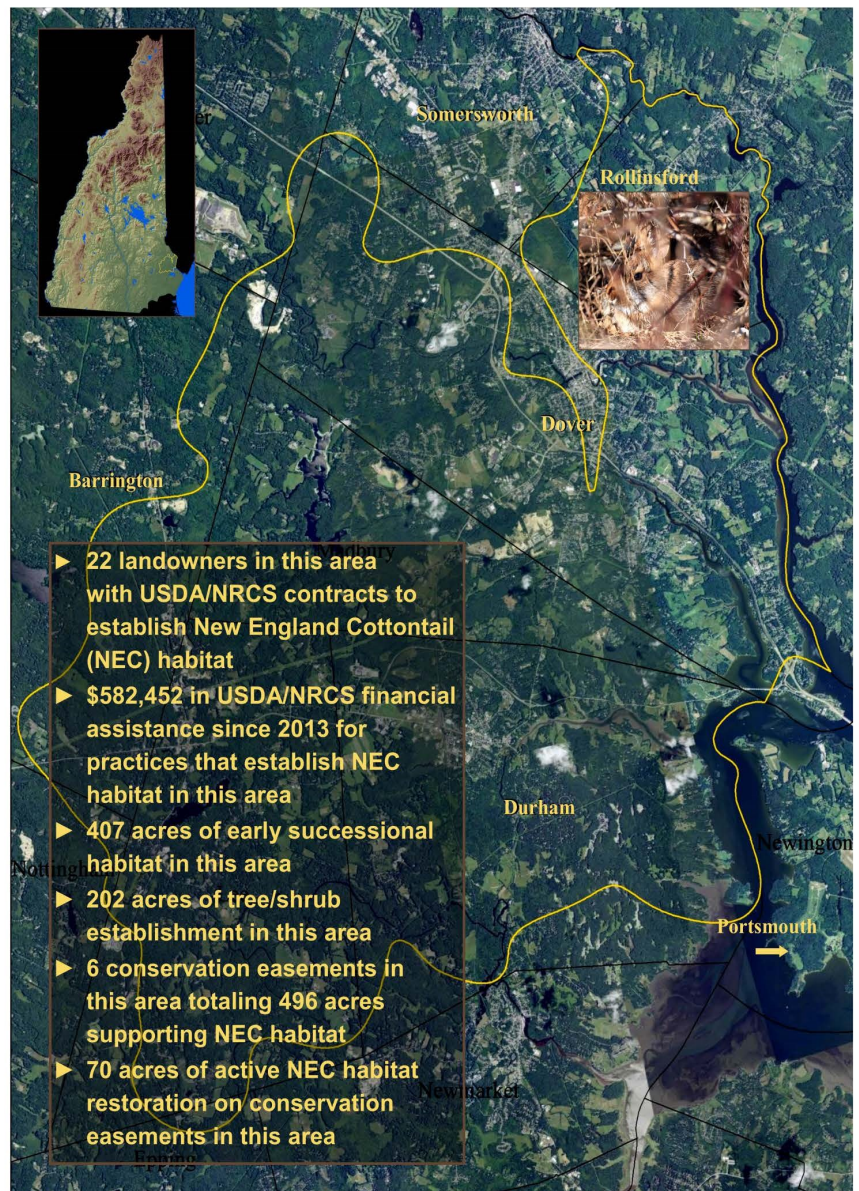 Somersworth
er
Rollinsford
Dover
Barrington
bury
► 22 landowners in this area
with USDA/NRCS contracts to
establish New England Cottontail
(NEC) habitat
► $582,452 in USDA/NRCS financial
assistance since 2013 for
practices that establish NEC
habitat in this area
► 407 acres of early successional
habitat in this area
► 202 acres of tree/shrub
establishment in this area
► 6 conservation easements in
this area totaling 496 acres
supporting NEC habitat
► 70 acres of active NEC habitat
restoration on conservation
easements in this area
Durham
Newington
Nottingham
Portsmouth
Newmarket
Epping